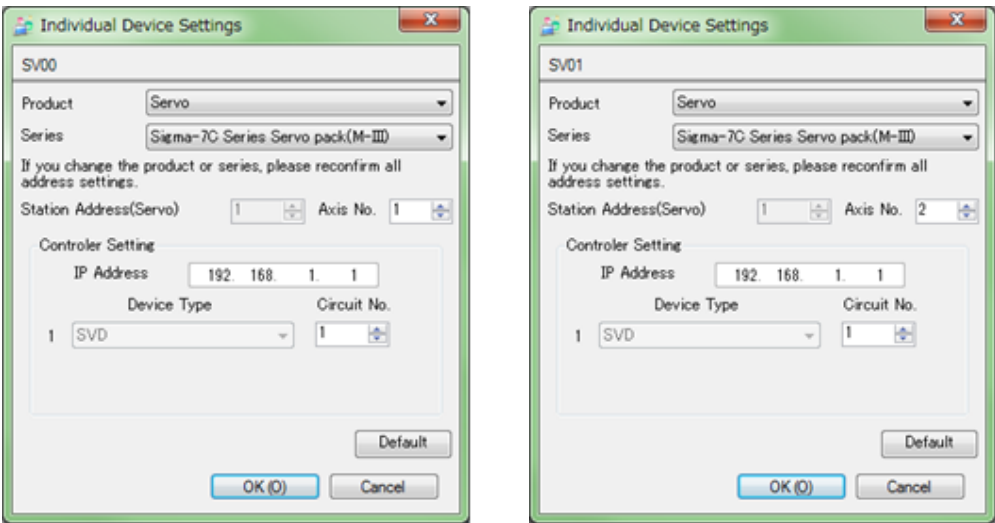 Individual Device Settings
SV00
Product Servo
Series Sigma-7C Series Servo pack(M-III)
If you change the product or series, please reconfirm all
address settings.
Station Address(Servo) 1 Axis No. 1
Controler Setting
IP Address 192. 168. 1. 1
Device Type Circuit No.
1 SVD 1
Default
OK (O) Cancel
Individual Device Settings
SV01
Product Servo
Series Sigma-7C Series Servo pack(M-III)
If you change the product or series, please reconfirm all
address settings.
Station Address(Servo) 1 Axis No. 2
Controler Setting
IP Address 192. 168. 1. 1
Device Type Circuit No.
1 SVD 1
Default
OK (O) Cancel